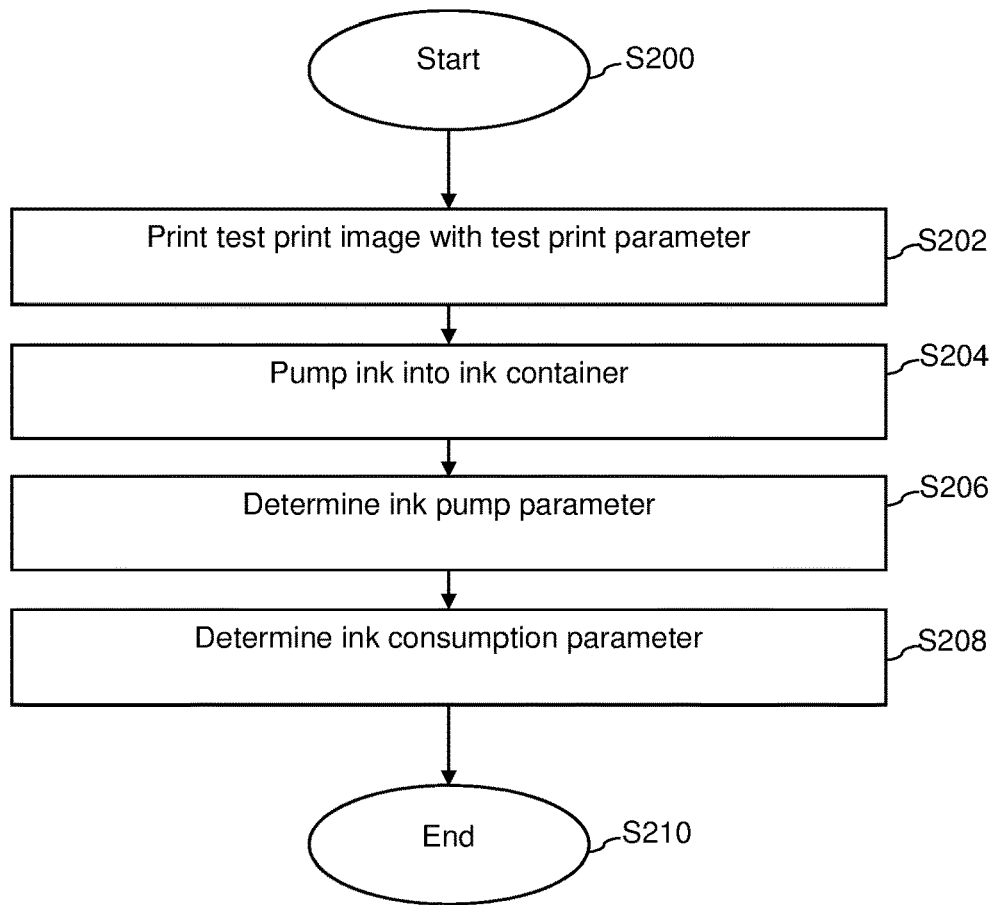 Start
S200
Print test print image with test print parameter
S202
Pump ink into ink container
S204
Determine ink pump parameter
S206
Determine ink consumption parameter
S208
End
S210